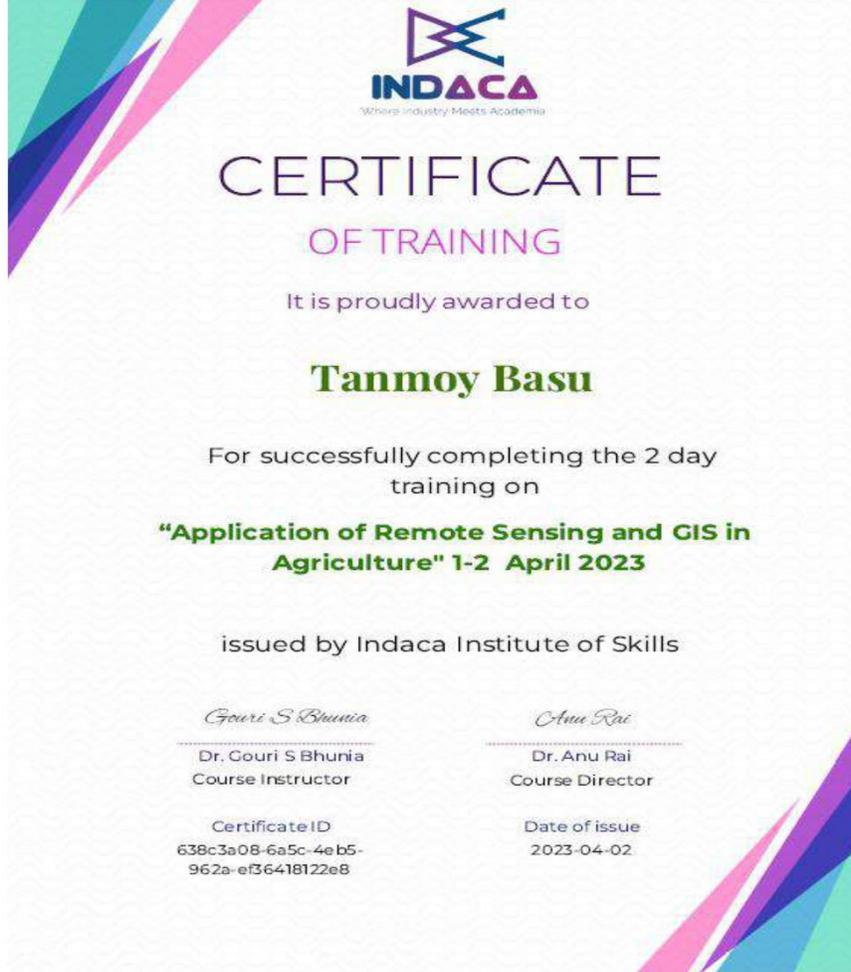 INDACA
Where Industry Meets Academia
CERTIFICATE
OF TRAINING
It is proudly awarded to
Tanmoy Basu
For successfully completing the 2 day
training on
“Application of Remote Sensing and GIS in
Agriculture" 1-2 April 2023
issued by Indaca Institute of Skills
Gouri S Bhunia
Anu Rai
Dr. Gouri S Bhunia
Dr. Anu Rai
Course Instructor
Course Director
Certificate ID
Date of issue
638c3a08-6a5c-4eb5-
2023-04-02
962a-ef36418122e8